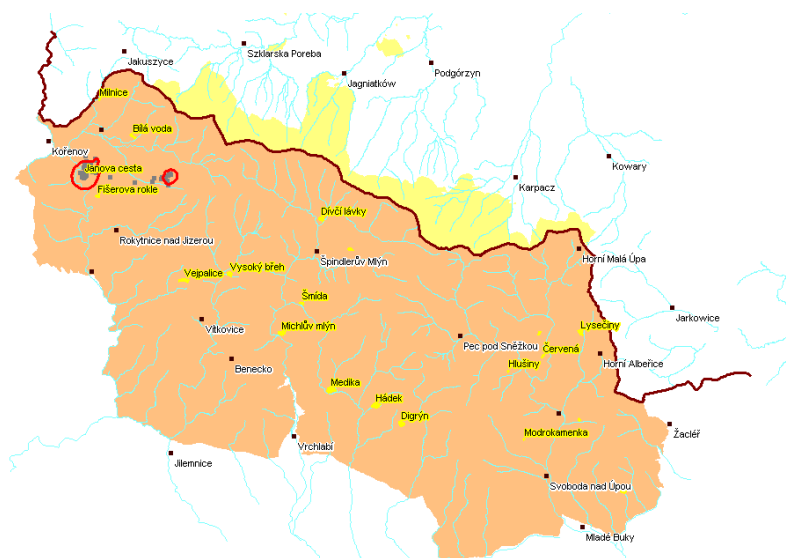 Szklarska Poreba
Jakuszyce
Podgórzyn
Jagniatków
Milnice
Bílá voda
Kořenov
Kowary
Janova cesta
Karpacz
Fišerova rokle
Dívčí lávky
Rokytnice nad Jizerou
Špindlerův Mlýn
Horní Malá Úpa
Vysoký břeh
Vejpalice
Šmída
Jarkowice
Vítkovice
Michlův mlýn
Lysečiny
Pec pod Sněžkou
Červená
Benecko
Hlušiny
Horní Albeřice
Medika
Hádek
Digrýn
Modrokamenka
Žacléř
Vrchlabí
Jilemnice
Svoboda nad Úpou
Mladé Buky